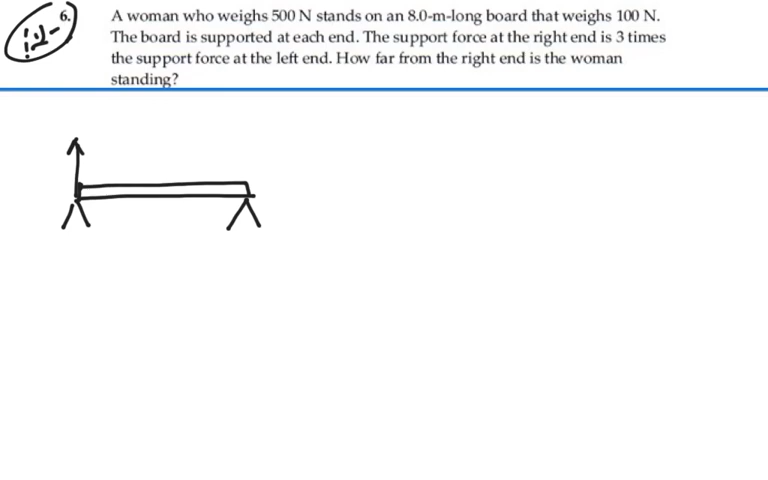 6. A woman who weighs 500 N stands on an 8.0-m-long board that weighs 100 N.
The board is supported at each end. The support force at the right end is 3 times
the support force at the left end. How far from the right end is the woman
standing?